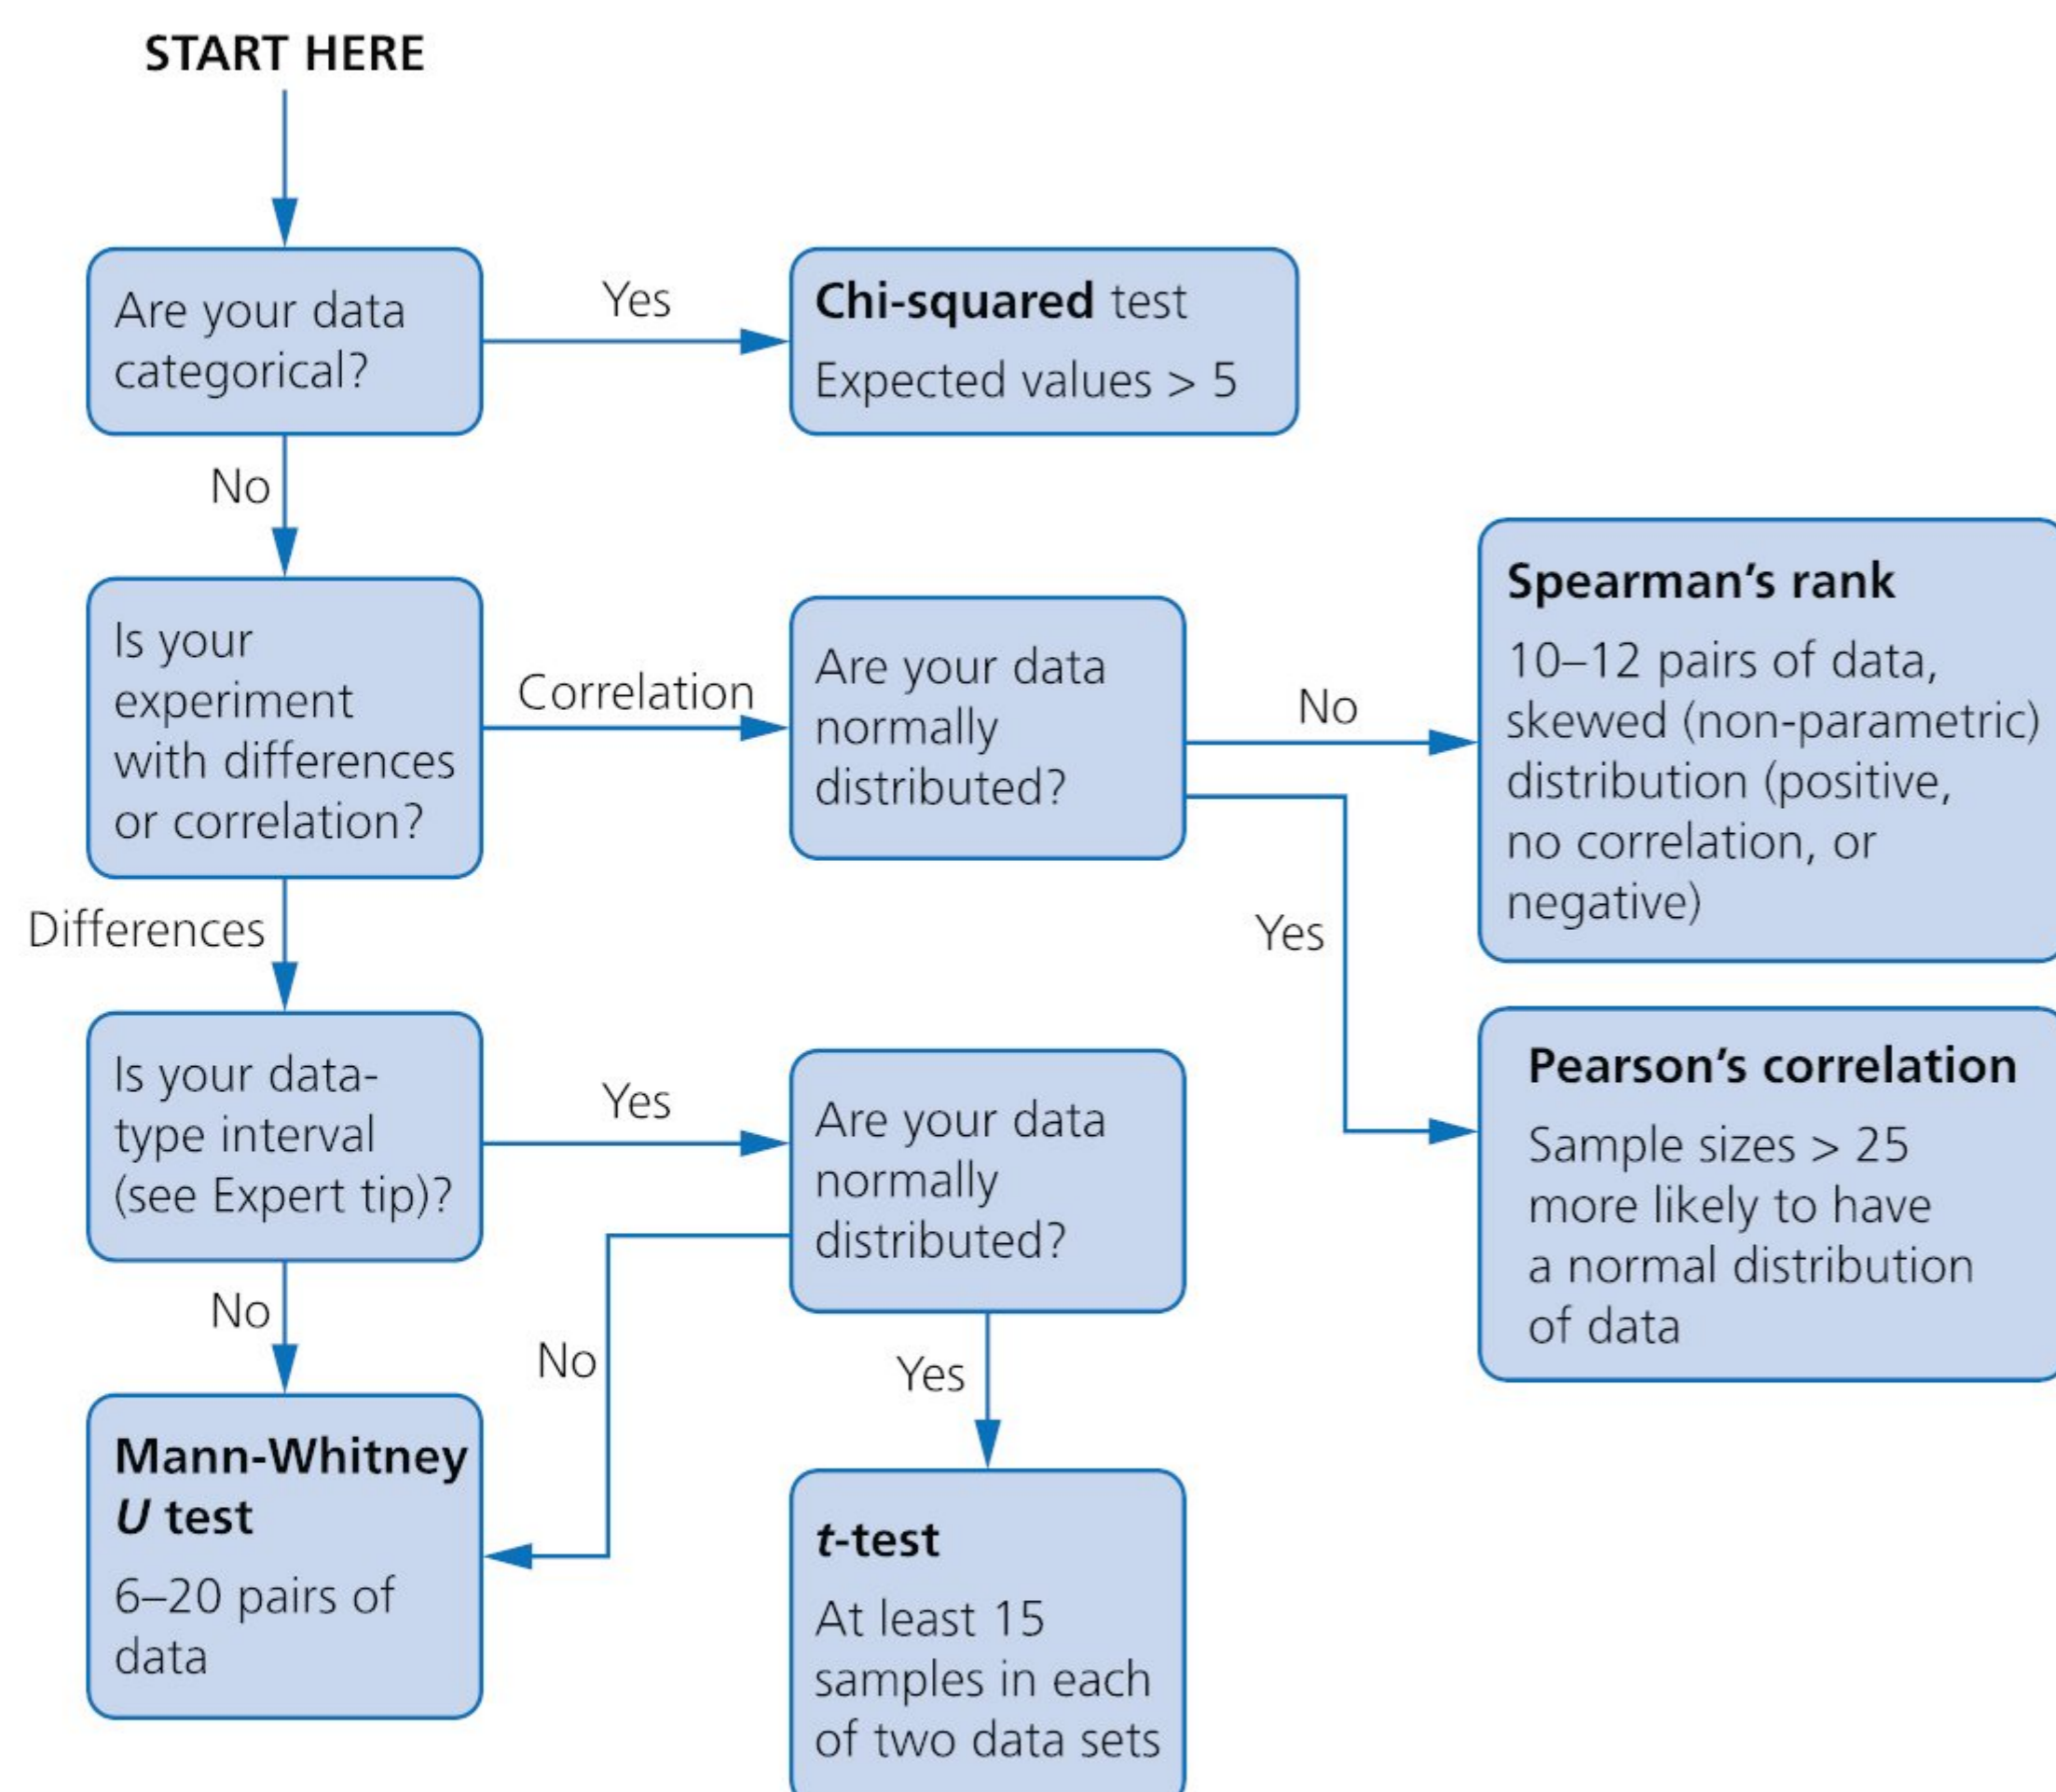 START HERE
Are your data
categorical?
Yes
Chi-squared test
Expected values > 5
No
Is your
experiment
with differences
or correlation?
Correlation
Are your data
normally
distributed?
No
Spearman’s rank
10–12 pairs of data,
skewed (non-parametric)
distribution (positive,
no correlation, or
negative)
Yes
Pearson’s correlation
Sample sizes > 25
more likely to have
a normal distribution
of data
Differences
Is your data-
type interval
(see Expert tip)?
Yes
Are your data
normally
distributed?
No
No
Yes
Mann-Whitney
U test
6–20 pairs of
data
t-test
At least 15
samples in each
of two data sets